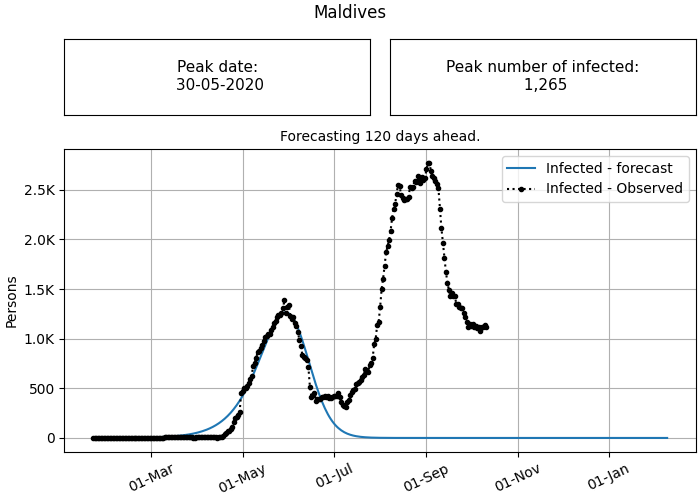 Maldives
Peak date:
30-05-2020
Peak number of infected:
1,265
Forecasting 120 days ahead.
Infected - forecast
Infected - Observed
2.5K
2.0K
1.5K
1.0K
500
0
Persons
01-Mar
01-May
01-Jul
01-Sep
01-Nov
01-Jan